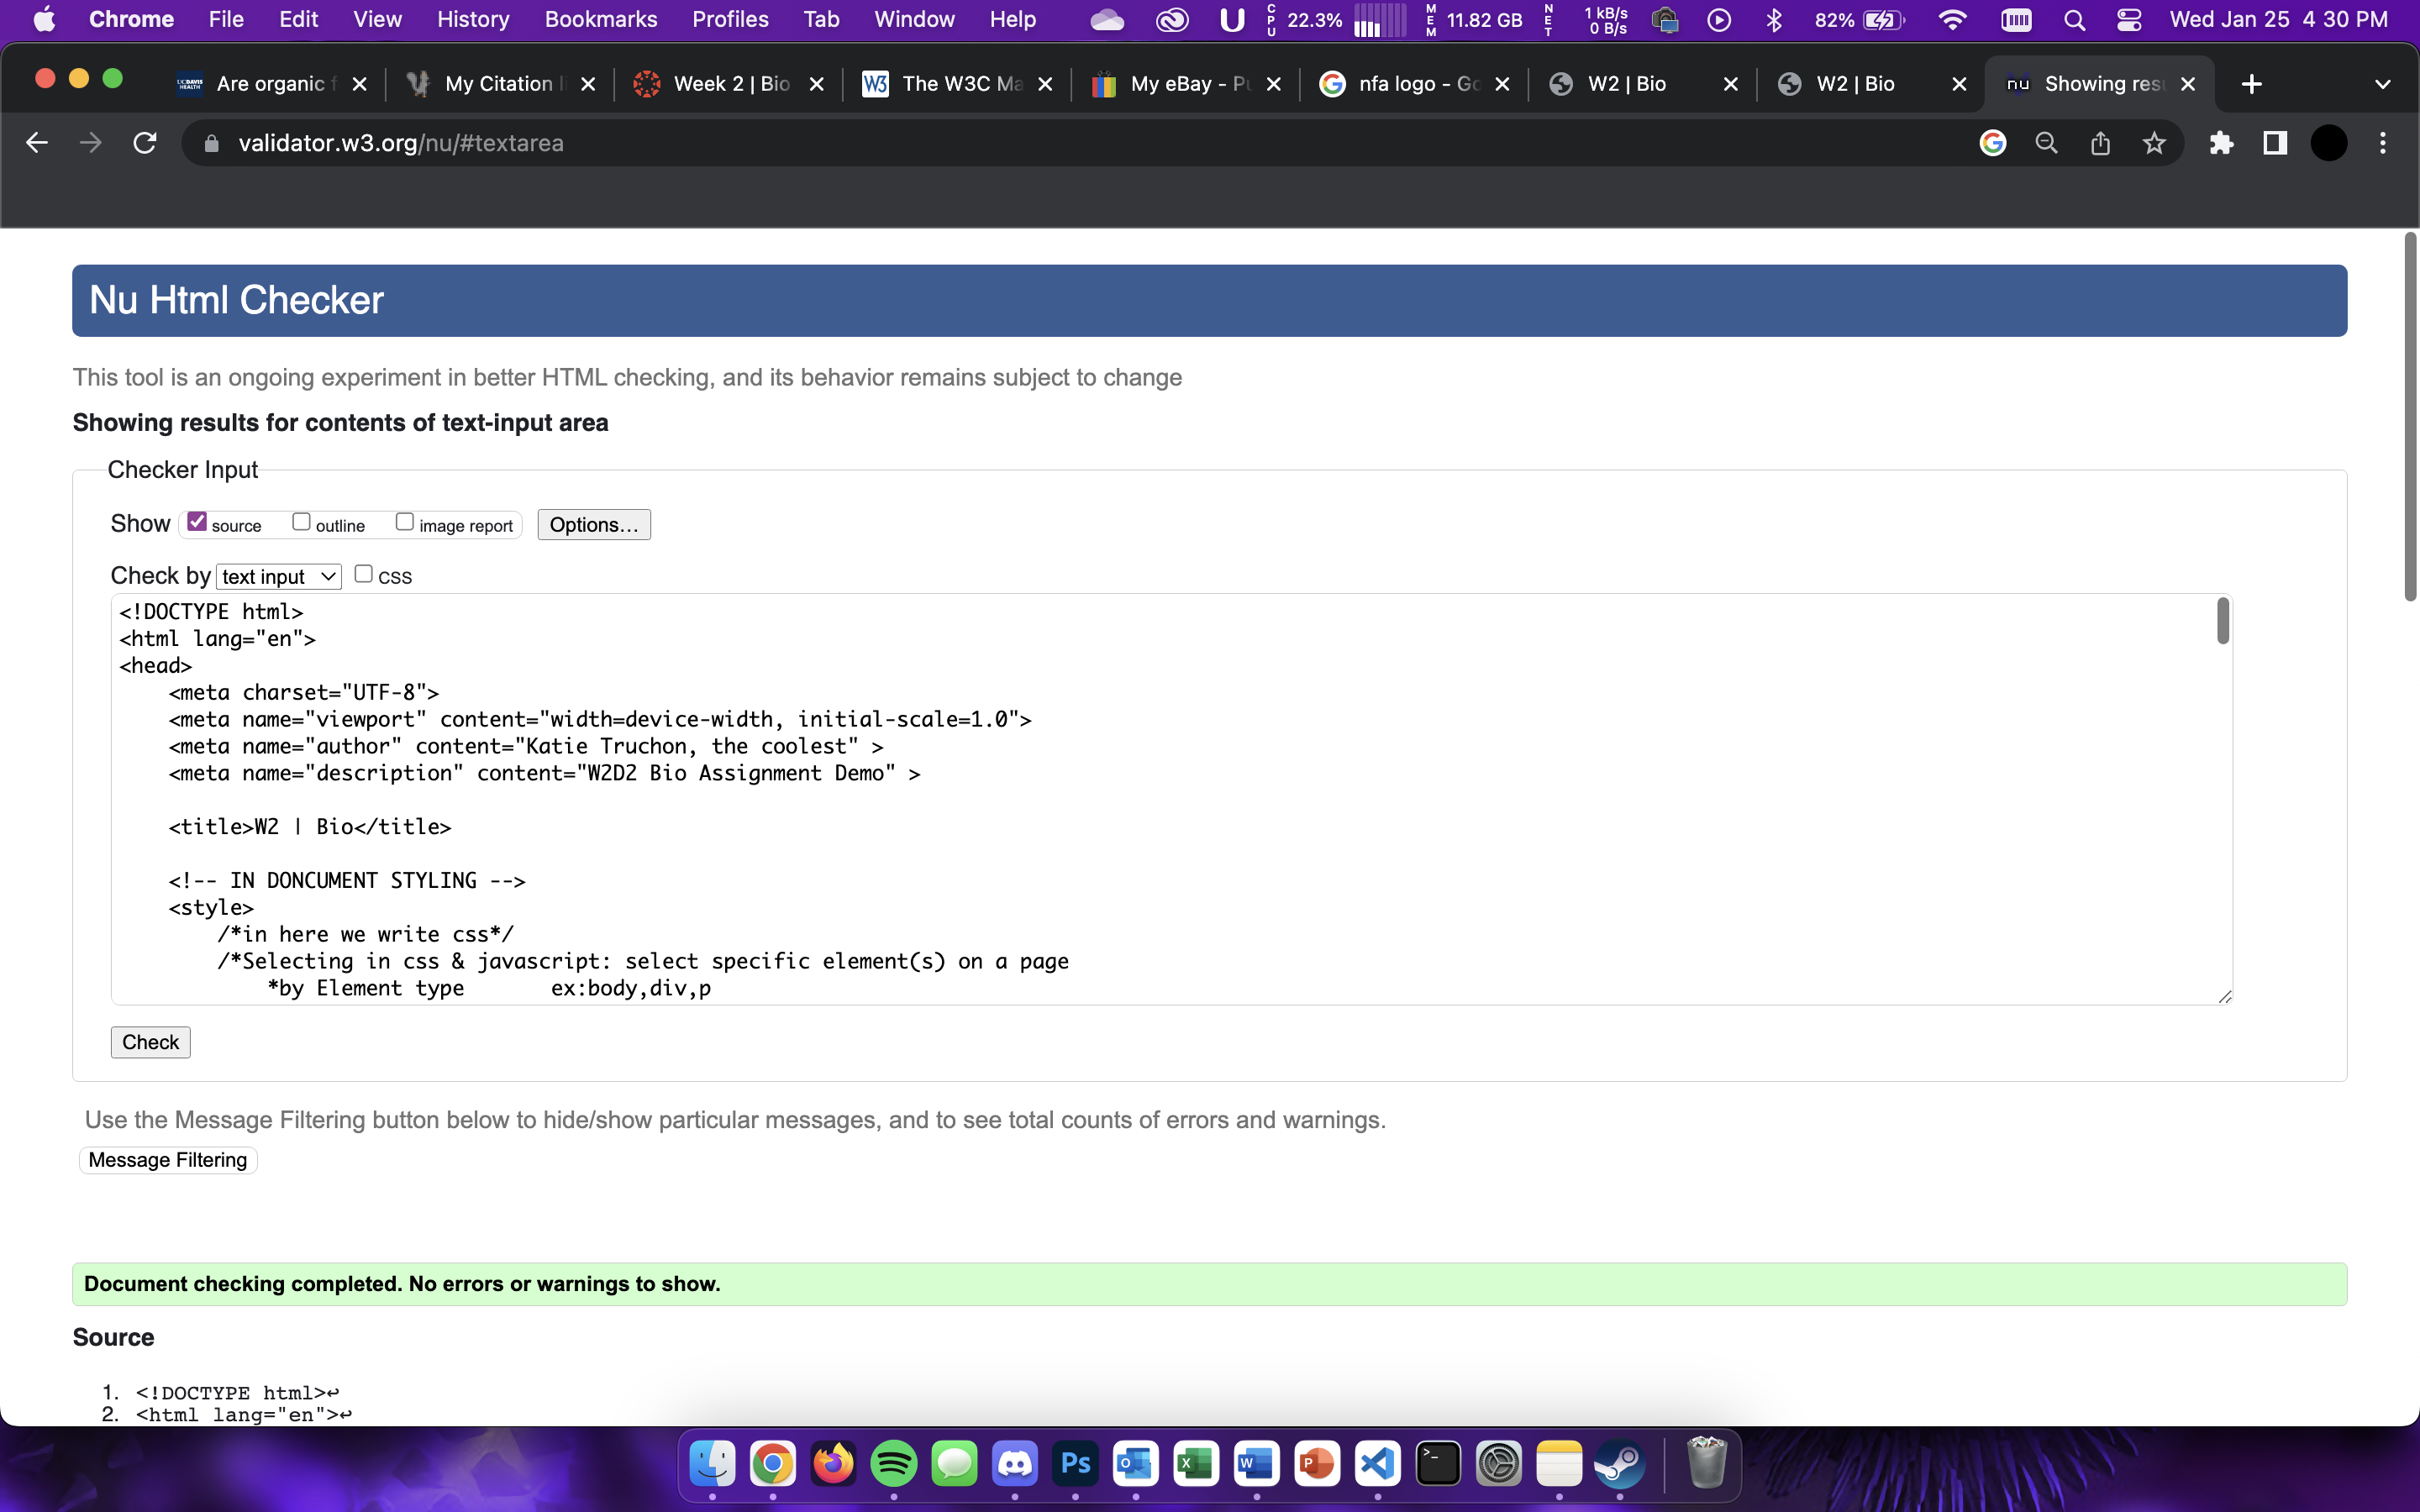 Chrome File Edit View History Bookmarks Profiles Tab Window Help CPU 22.3% MEM 11.82 GB NET 1 kB/s 0 B/s 82% Wed Jan 25 4 30 PM
UC DAVIS HEALTH Are organic f My Citation li Week 2 | Bio W3 The W3C Ma My eBay - Pu nfa logo - Go W2 | Bio W2 | Bio nu Showing resu
validator.w3.org/nu/#textarea
Nu Html Checker
This tool is an ongoing experiment in better HTML checking, and its behavior remains subject to change
Showing results for contents of text-input area
Checker Input
Show source outline image report Options...
Check by text input CSS
<!DOCTYPE html>
<html lang="en">
<head>
<meta charset="UTF-8">
<meta name="viewport" content="width=device-width, initial-scale=1.0">
<meta name="author" content="Katie Truchon, the coolest" >
<meta name="description" content="W2D2 Bio Assignment Demo" >
<title>W2 | Bio</title>
<!-- IN DONCUMENT STYLING -->
<style>
/*in here we write css*/
/*Selecting in css & javascript: select specific element(s) on a page
*by Element type ex:body,div,p
Check
Use the Message Filtering button below to hide/show particular messages, and to see total counts of errors and warnings.
Message Filtering
Document checking completed. No errors or warnings to show.
Source
1. <!DOCTYPE html>↩
2. <html lang="en">↩
Ps O X W P >_